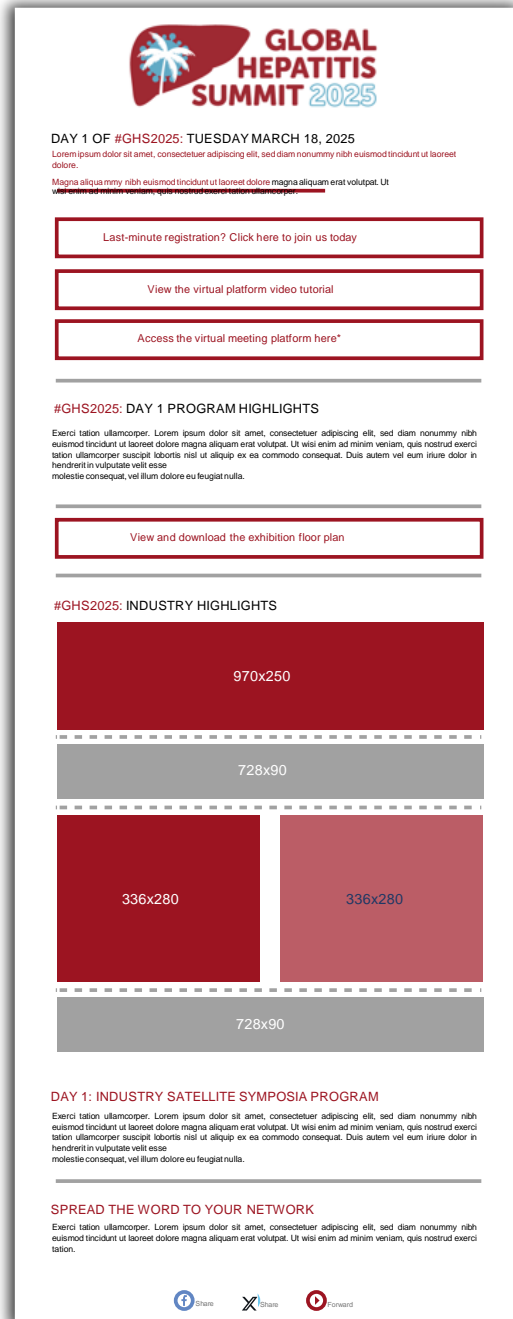 GLOBAL
HEPATITIS
SUMMIT 2025
DAY 1 OF #GHS2025: TUESDAY MARCH 18, 2025
Lorem ipsum dolor sit amet, consectetuer adipiscing elit, sed diam nonummy nibh euismod tincidunt ut laoreet
dolore.
Magna aliqua mmy nibh euismod tincidunt ut laoreet dolore magna aliquam erat volutpat. Ut
wisi enim ad minim veniam, quis nostrud exerci tation ullamcorper.
Last-minute registration? Click here to join us today
View the virtual platform video tutorial
Access the virtual meeting platform here*
#GHS2025: DAY 1 PROGRAM HIGHLIGHTS
Exerci tation ullamcorper. Lorem ipsum dolor sit amet, consectetuer adipiscing elit, sed diam nonummy nibh
euismod tincidunt ut laoreet dolore magna aliquam erat volutpat. Ut wisi enim ad minim veniam, quis nostrud exerci
tation ullamcorper suscipit lobortis nisl ut aliquip ex ea commodo consequat. Duis autem vel eum iriure dolor in
hendrerit in vulputate velit esse
molestie consequat, vel illum dolore eu feugiat nulla.
View and download the exhibition floor plan
#GHS2025: INDUSTRY HIGHLIGHTS
970x250
728x90
336x280
336x280
728x90
DAY 1: INDUSTRY SATELLITE SYMPOSIA PROGRAM
Exerci tation ullamcorper. Lorem ipsum dolor sit amet, consectetuer adipiscing elit, sed diam nonummy nibh
euismod tincidunt ut laoreet dolore magna aliquam erat volutpat. Ut wisi enim ad minim veniam, quis nostrud exerci
tation ullamcorper suscipit lobortis nisl ut aliquip ex ea commodo consequat. Duis autem vel eum iriure dolor in
hendrerit in vulputate velit esse
molestie consequat, vel illum dolore eu feugiat nulla.
SPREAD THE WORD TO YOUR NETWORK
Exerci tation ullamcorper. Lorem ipsum dolor sit amet, consectetuer adipiscing elit, sed diam nonummy nibh
euismod tincidunt ut laoreet dolore magna aliquam erat volutpat. Ut wisi enim ad minim veniam, quis nostrud exerci
tation.
Share
Share
Forward